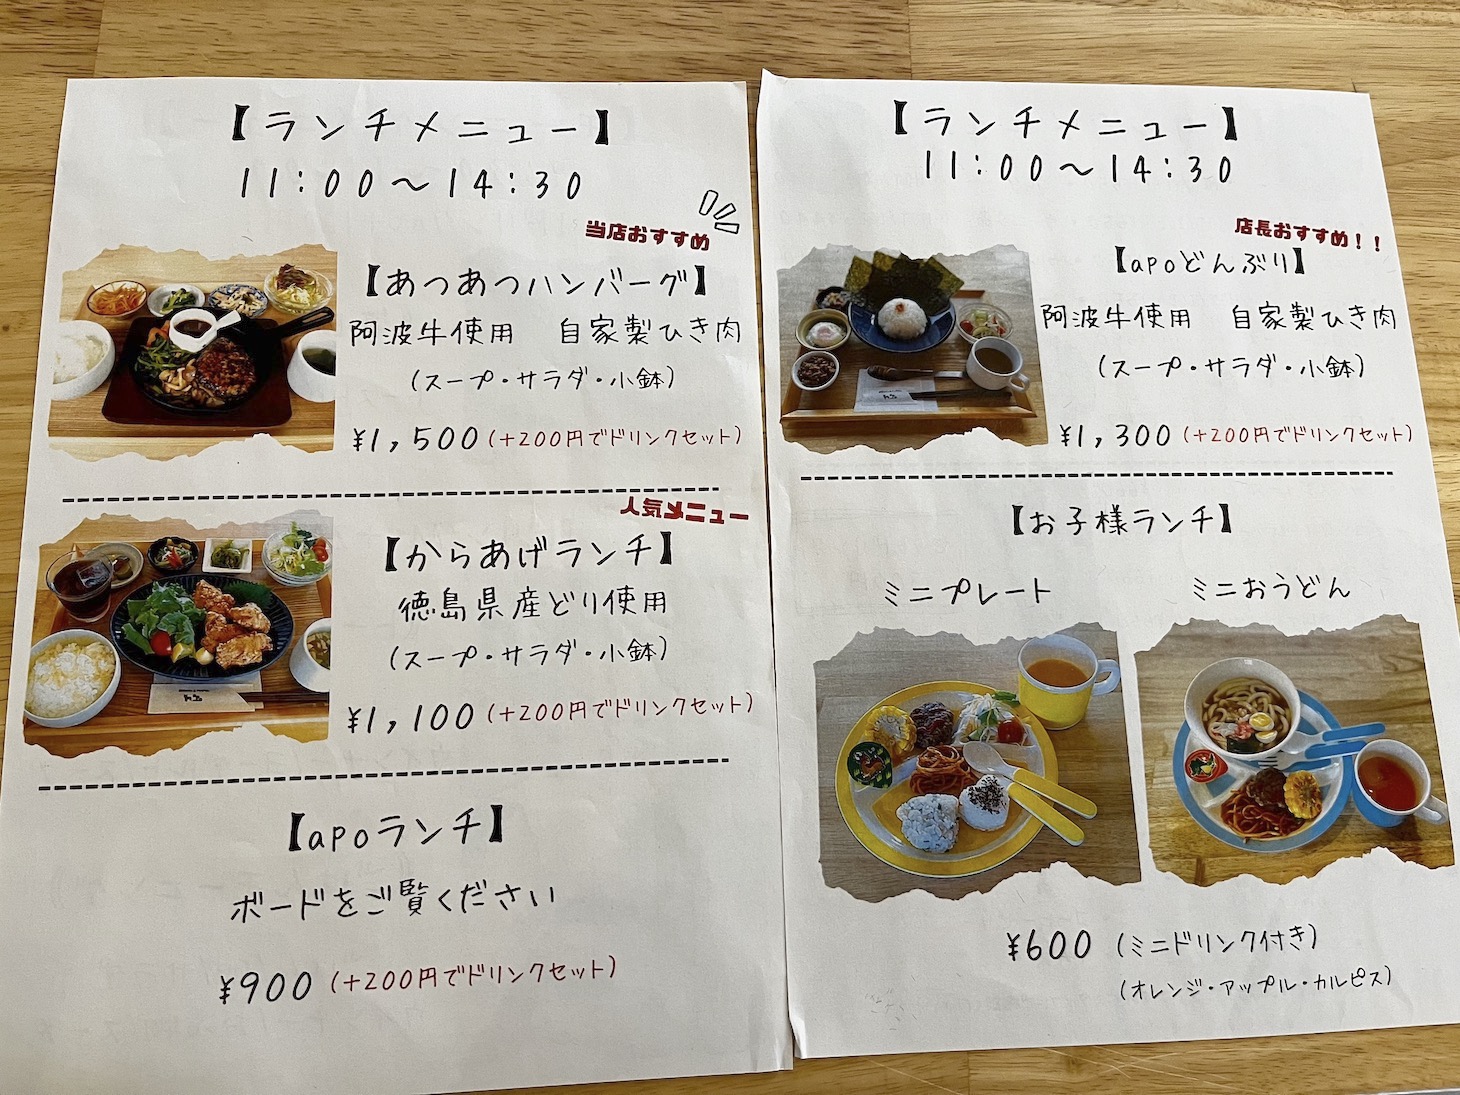 【ランチメニュー】
11:00～14:30
当店おすすめ
【あつあつハンバーグ】
阿波牛使用　自家製ひき肉
(スープ・サラダ・小鉢)
¥1,500(+200円でドリンクセット)
人気メニュー
【からあげランチ】
徳島県産どり使用
(スープ・サラダ・小鉢)
¥1,100(+200円でドリンクセット)
【apoランチ】
ボードをご覧ください
¥900(+200円でドリンクセット)
【ランチメニュー】
11:00～14:30
店長おすすめ！！
【apoどんぶり】
阿波牛使用　自家製ひき肉
(スープ・サラダ・小鉢)
¥1,300(+200円でドリンクセット)
【お子様ランチ】
ミニプレート　ミニおうどん
¥600(ミニドリンク付き)
(オレンジ・アップル・カルピス)